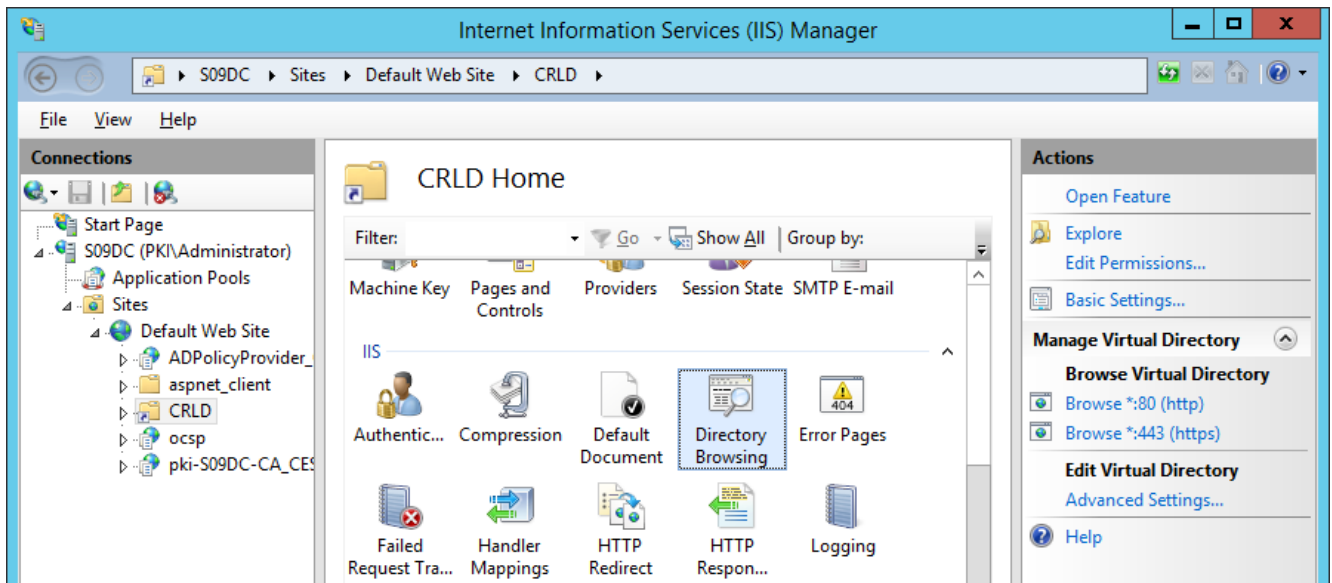 Internet Information Services (IIS) Manager
S09DC Sites Default Web Site CRLD
File View Help
Connections
Start Page
S09DC (PKI\Administrator)
Application Pools
Sites
Default Web Site
ADPolicyProvider_
aspnet_client
CRLD
ocsp
pki-S09DC-CA_CES
CRLD Home
Filter: Go Show All Group by:
Machine Key Pages and Controls Providers Session State SMTP E-mail
IIS
Authentic... Compression Default Document Directory Browsing Error Pages
404
Failed Request Tra... Handler Mappings HTTP Redirect HTTP Respon... Logging
Actions
Open Feature
Explore
Edit Permissions...
Basic Settings...
Manage Virtual Directory
Browse Virtual Directory
Browse *:80 (http)
Browse *:443 (https)
Edit Virtual Directory
Advanced Settings...
Help